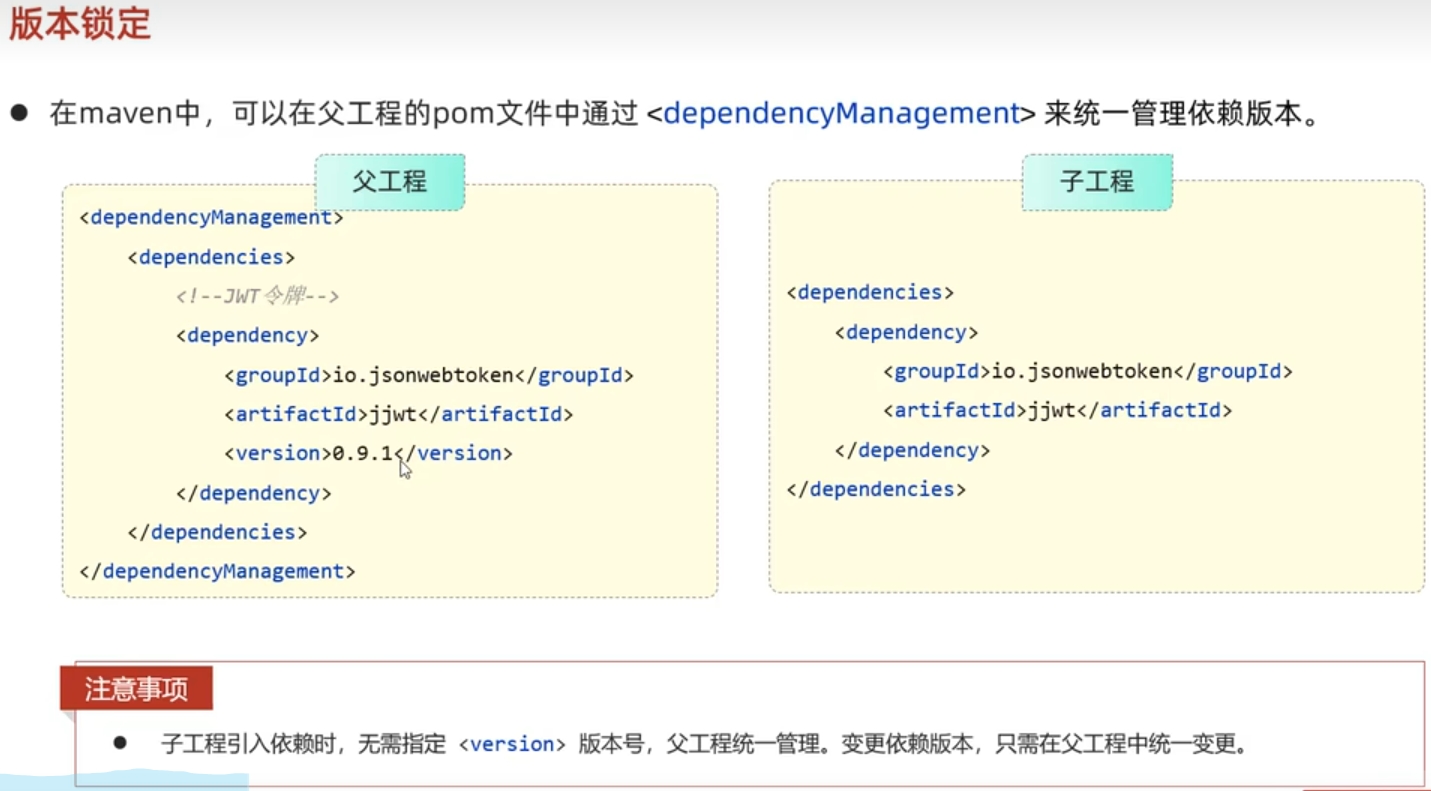 版本锁定
● 在maven中，可以在父工程的pom文件中通过 <dependencyManagement> 来统一管理依赖版本。
父工程
<dependencyManagement>
<dependencies>
<!--JWT令牌-->
<dependency>
<groupId>io.jsonwebtoken</groupId>
<artifactId>jjwt</artifactId>
<version>0.9.1</version>
</dependency>
</dependencies>
</dependencyManagement>
子工程
<dependencies>
<dependency>
<groupId>io.jsonwebtoken</groupId>
<artifactId>jjwt</artifactId>
</dependency>
</dependencies>
注意事项
● 子工程引入依赖时，无需指定 <version> 版本号，父工程统一管理。变更依赖版本，只需在父工程中统一变更。